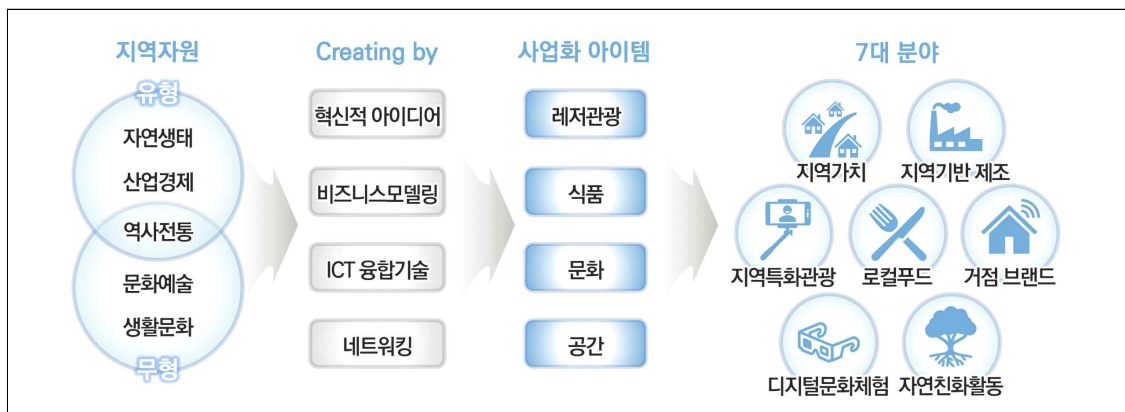 지역자원
유형
자연생태
산업경제
역사전통
문화예술
생활문화
무형
Creating by
혁신적 아이디어
비즈니스모델링
ICT 융합기술
네트워킹
사업화 아이템
레저관광
식품
문화
공간
7대 분야
지역가치
지역기반 제조
지역특화관광
로컬푸드
거점 브랜드
디지털문화체험
자연친화활동